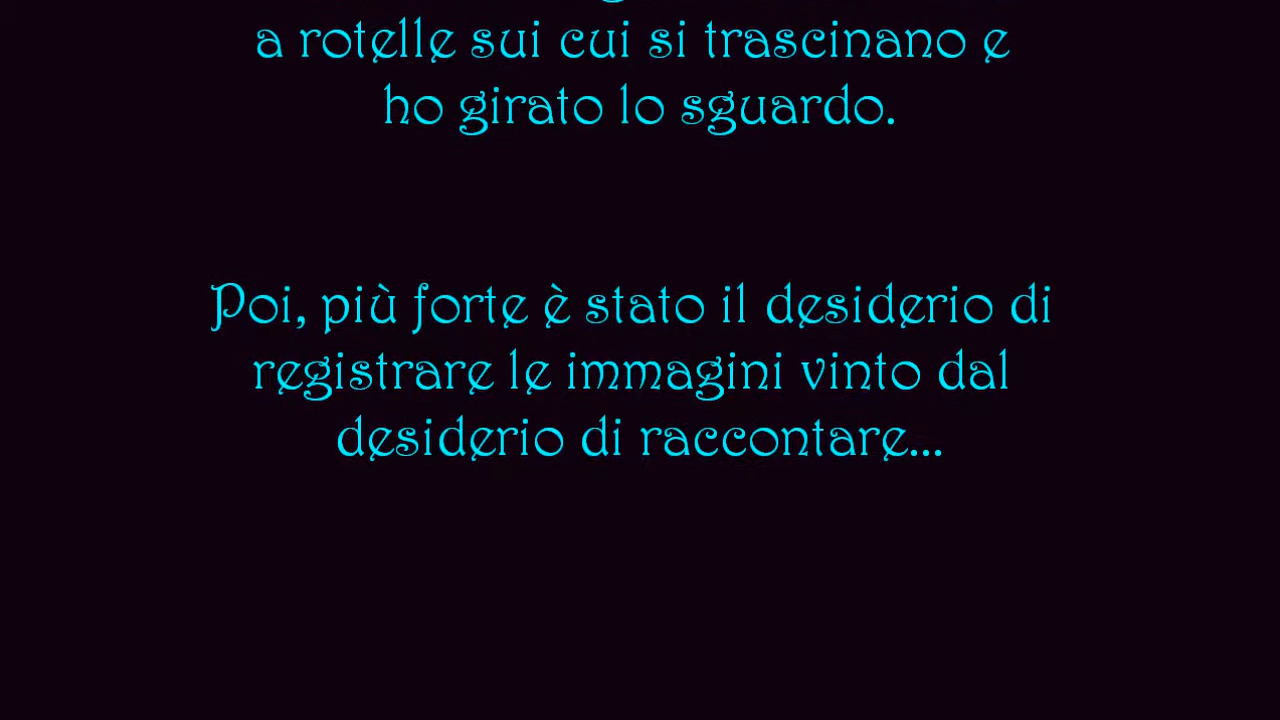 a rotelle sui cui si trascinano e
ho girato lo sguardo.
Poi, più forte è stato il desiderio di
registrare le immagini vinto dal
desiderio di raccontare...